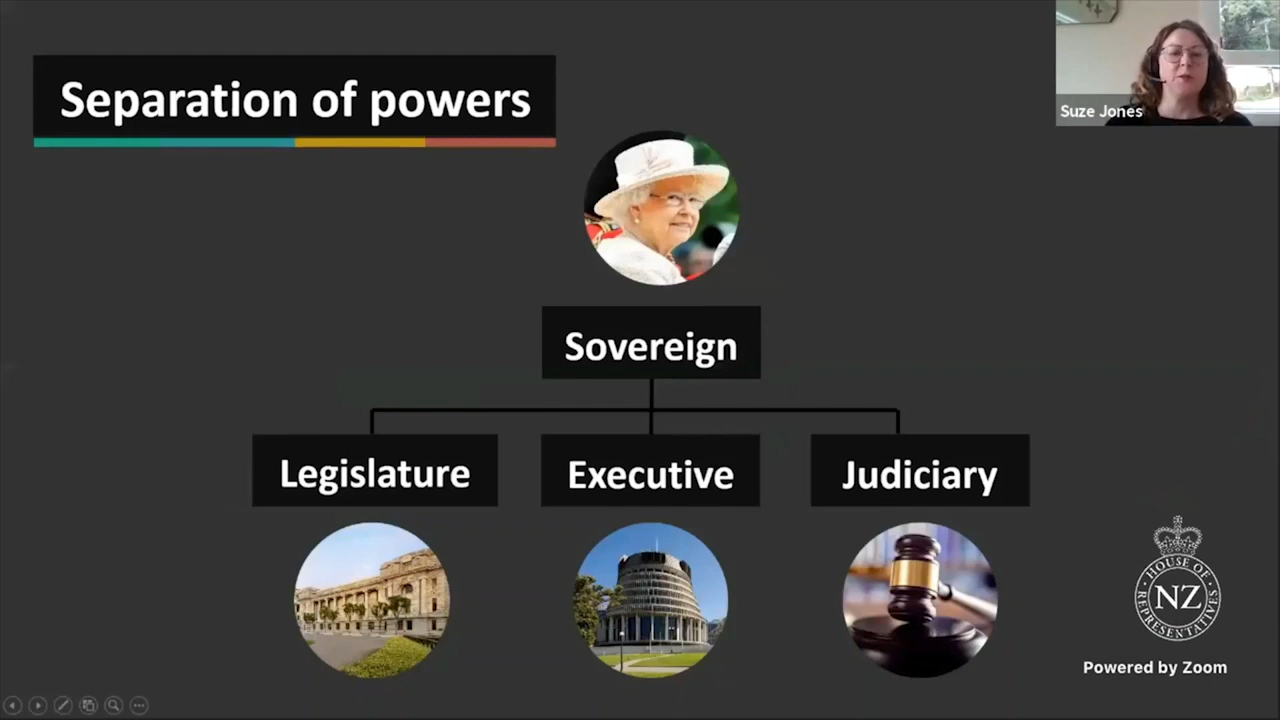 Separation of powers
Suze Jones
Sovereign
Legislature
Executive
Judiciary
HOUSE OF
NZ
REPRESENTATIVES
Powered by Zoom